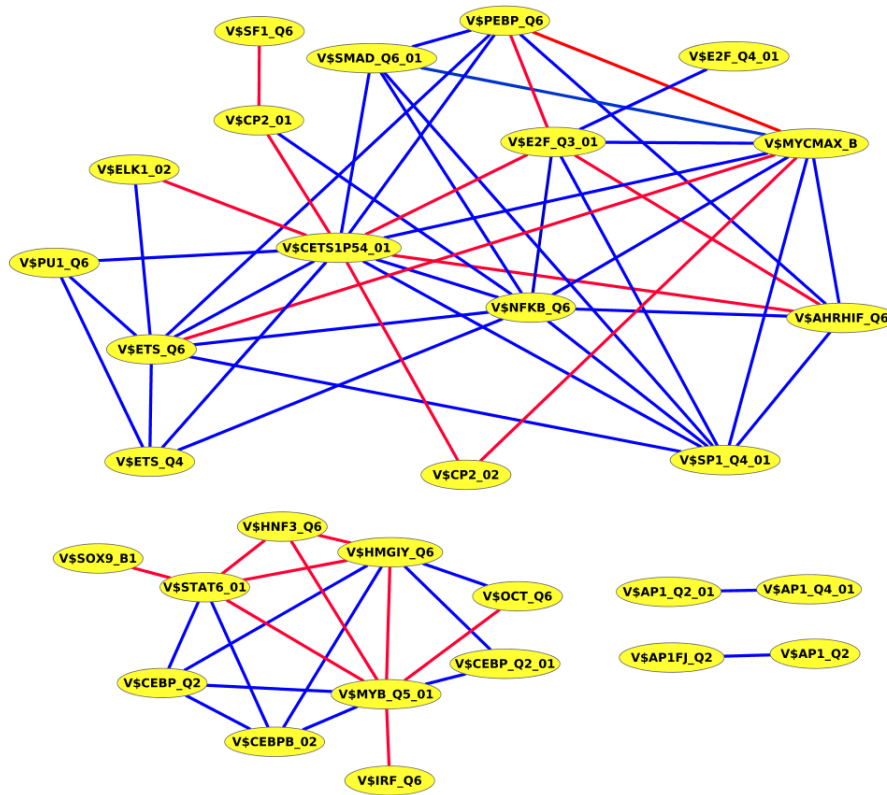 V$PEBP_Q6
V$SF1_Q6
V$SMAD_Q6_01
V$E2F_Q4_01
V$CP2_01
V$E2F_Q3_01
V$MYCMAX_B
V$ELK1_02
V$CETS1P54_01
V$PU1_Q6
V$NFKB_Q6
V$AHRHIF_Q6
V$ETS_Q6
V$ETS_Q4
V$SP1_Q4_01
V$CP2_02
V$HNF3_Q6
V$HMGIY_Q6
V$SOX9_B1
V$STAT6_01
V$OCT_Q6
V$AP1_Q2_01
V$AP1_Q4_01
V$CEBP_Q2_01
V$AP1FJ_Q2
V$AP1_Q2
V$CEBP_Q2
V$MYB_Q5_01
V$CEBPB_02
V$IRF_Q6